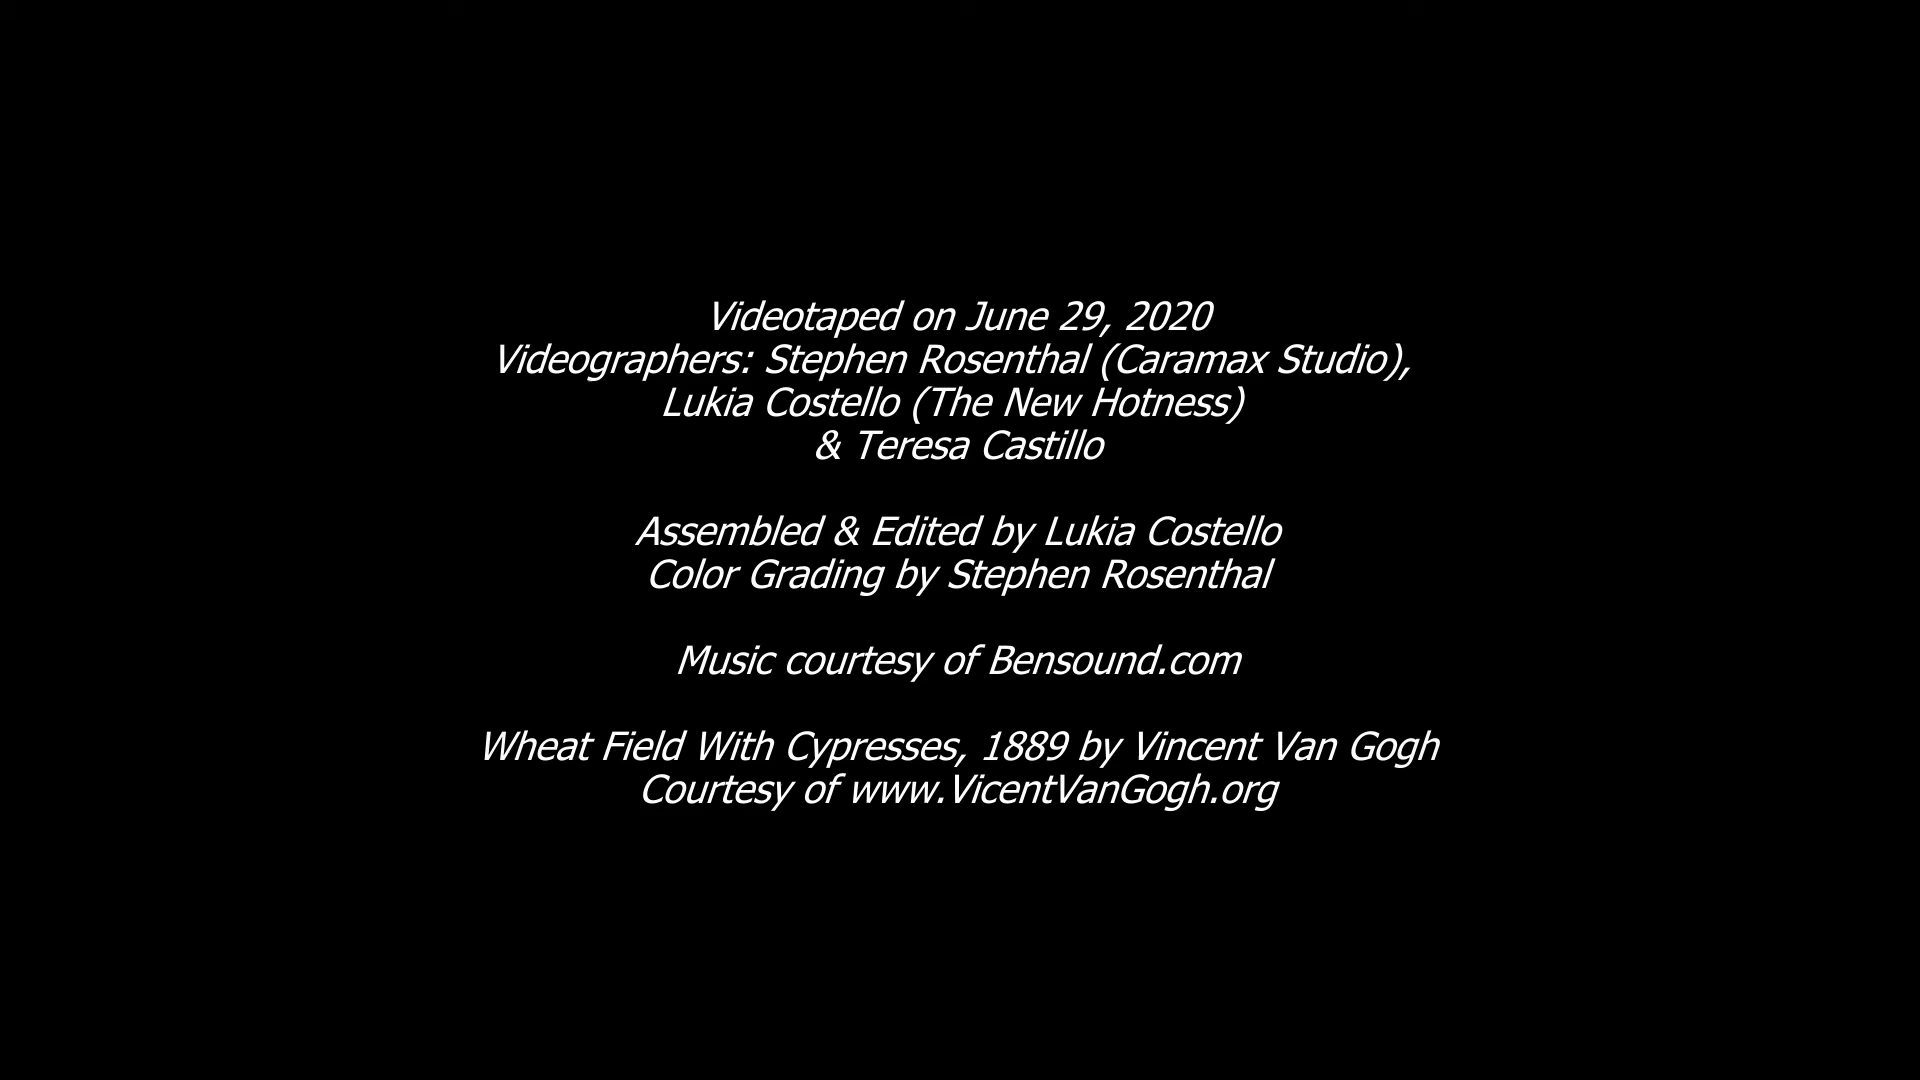 Videotaped on June 29, 2020
Videographers: Stephen Rosenthal (Caramax Studio),
Lukia Costello (The New Hotness)
& Teresa Castillo
Assembled & Edited by Lukia Costello
Color Grading by Stephen Rosenthal
Music courtesy of Bensound.com
Wheat Field With Cypresses, 1889 by Vincent Van Gogh
Courtesy of www.VicentVanGogh.org